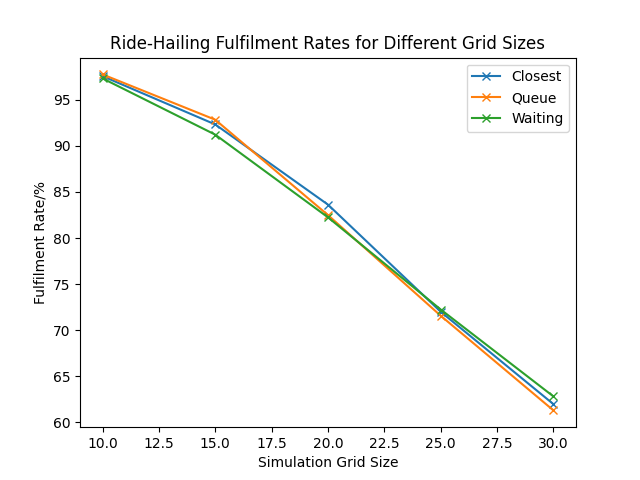 Ride-Hailing Fulfilment Rates for Different Grid Sizes
Closest
Queue
Waiting
Fulfilment Rate/%
95
90
85
80
75
70
65
60
10.0 12.5 15.0 17.5 20.0 22.5 25.0 27.5 30.0
Simulation Grid Size